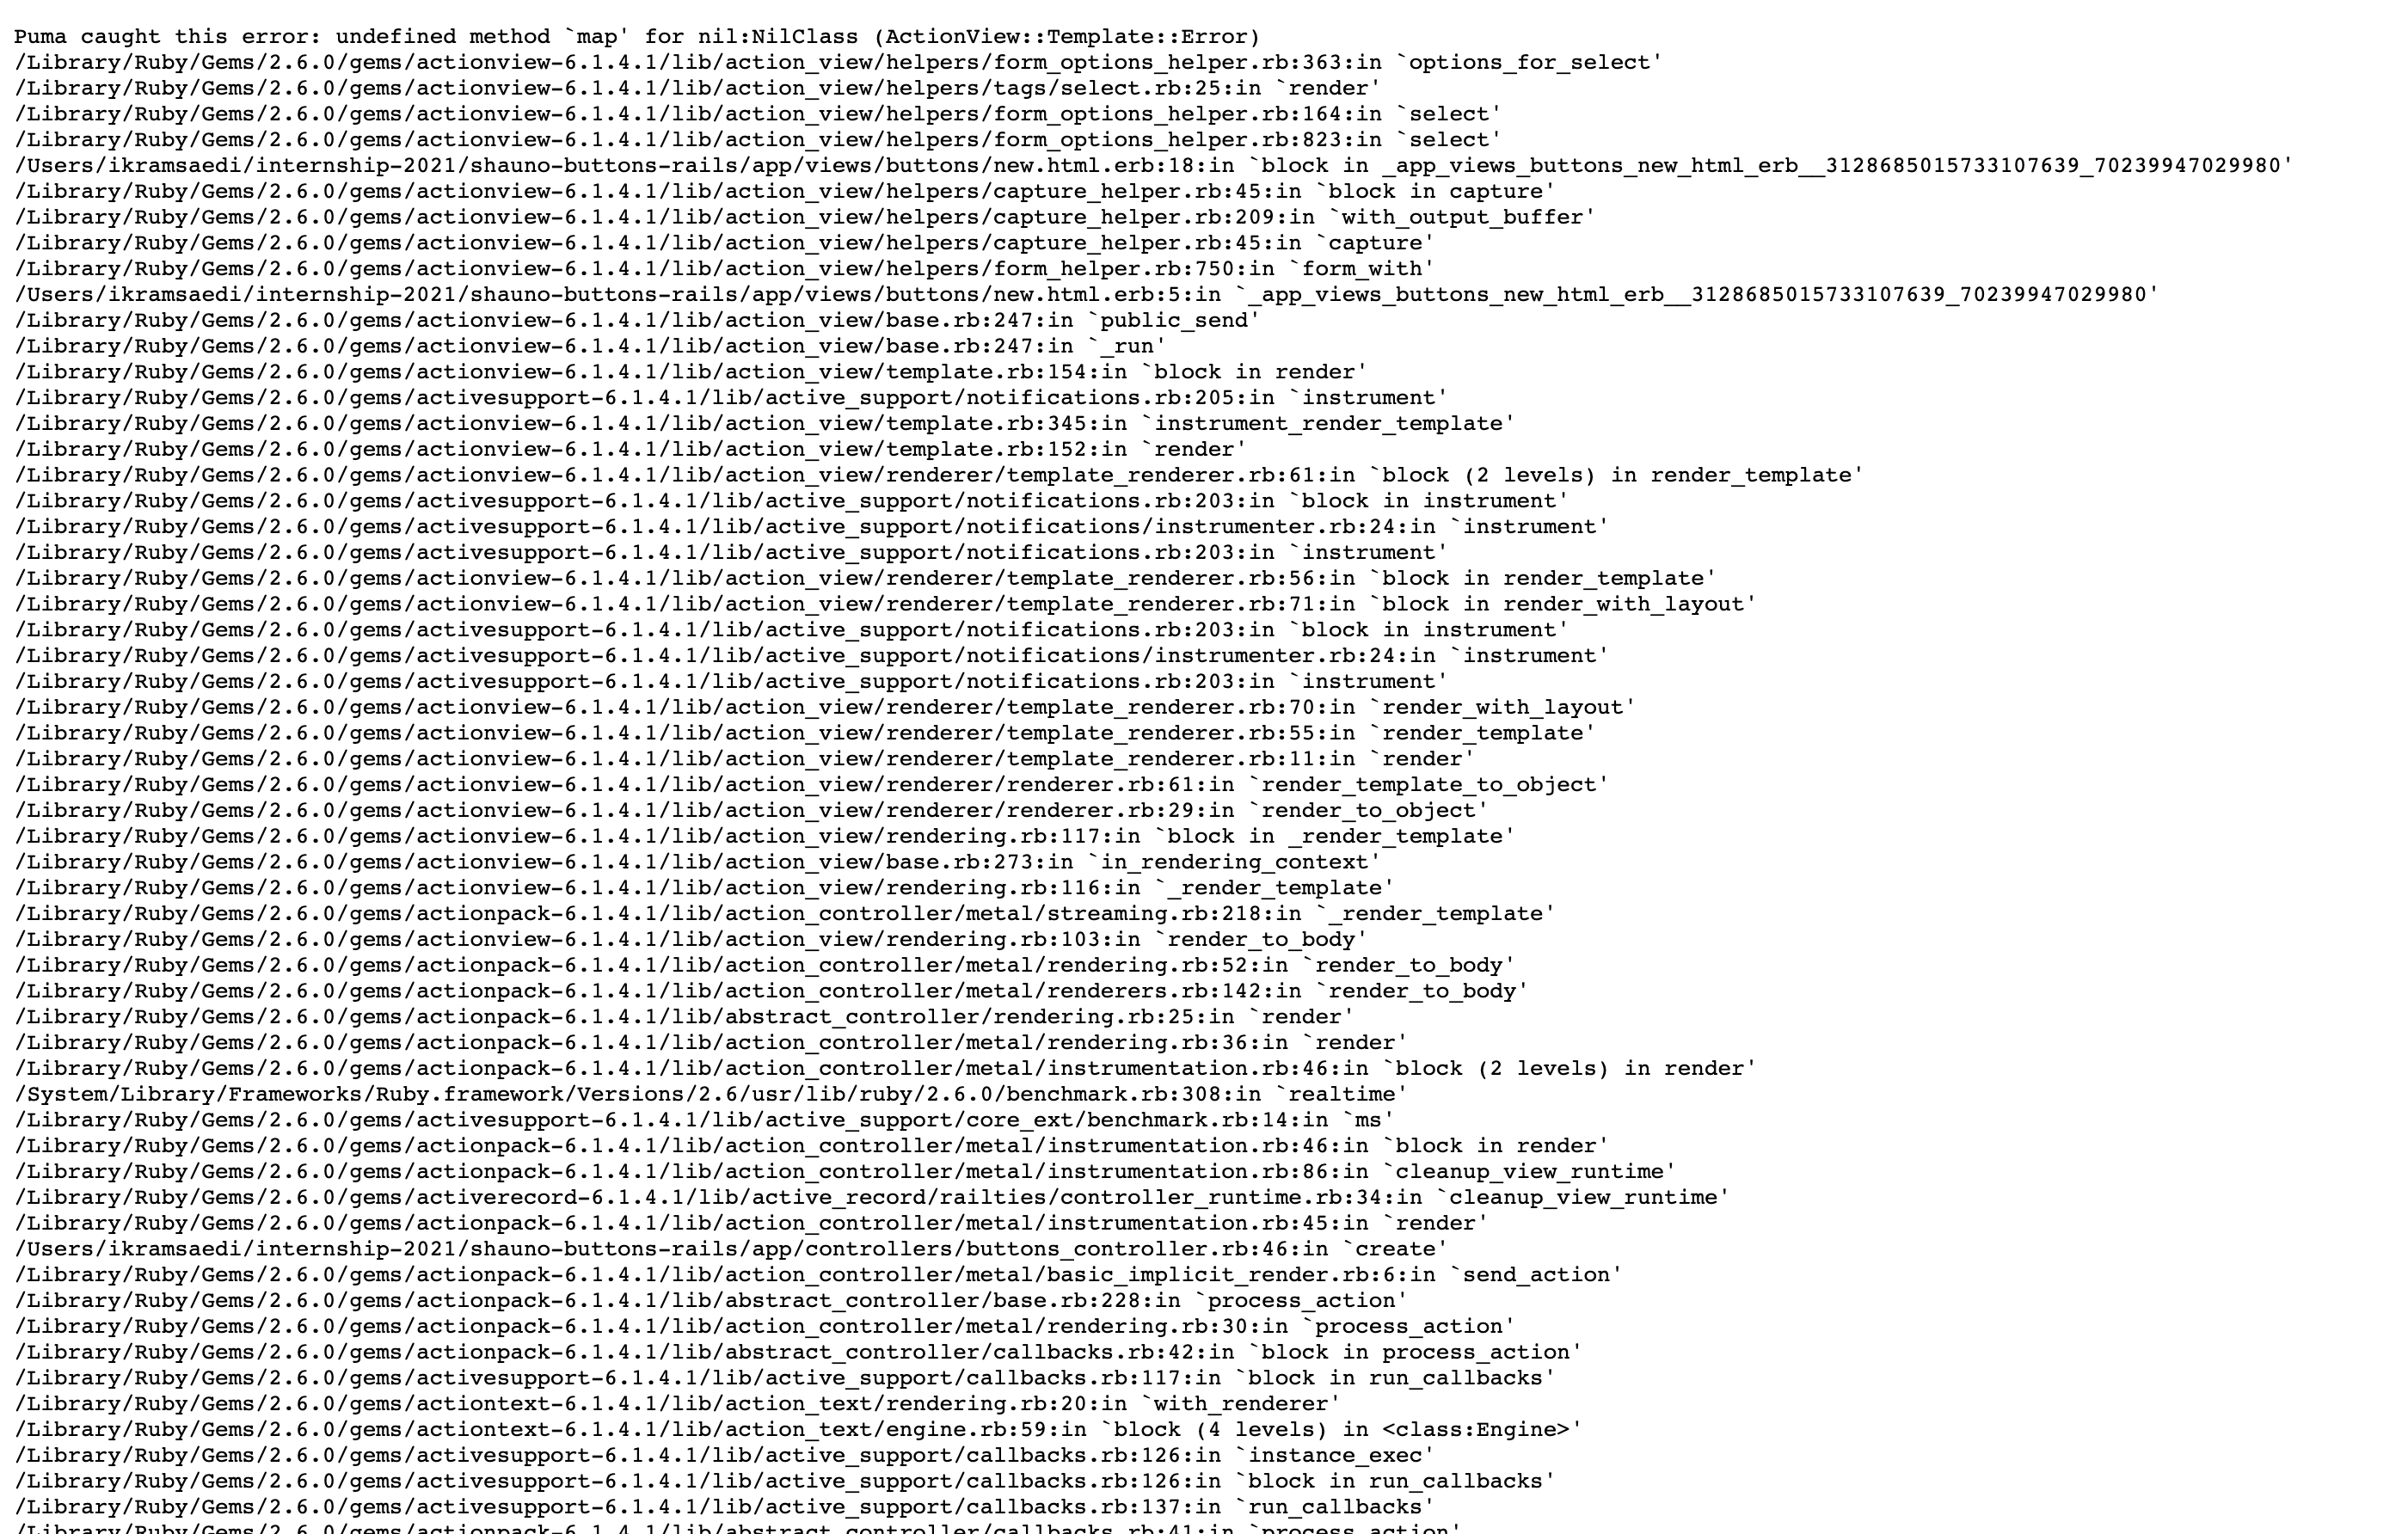 Puma caught this error: undefined method `map' for nil:NilClass (ActionView::Template::Error)
/Library/Ruby/Gems/2.6.0/gems/actionview-6.1.4.1/lib/action_view/helpers/form_options_helper.rb:363:in `options_for_select'
/Library/Ruby/Gems/2.6.0/gems/actionview-6.1.4.1/lib/action_view/helpers/tags/select.rb:25:in `render'
/Library/Ruby/Gems/2.6.0/gems/actionview-6.1.4.1/lib/action_view/helpers/form_options_helper.rb:164:in `select'
/Library/Ruby/Gems/2.6.0/gems/actionview-6.1.4.1/lib/action_view/helpers/form_options_helper.rb:823:in `select'
/Users/ikramsaedi/internship-2021/shauno-buttons-rails/app/views/buttons/new.html.erb:18:in `block in _app_views_buttons_new_html_erb__3128685015733107639_70239947029980'
/Library/Ruby/Gems/2.6.0/gems/actionview-6.1.4.1/lib/action_view/helpers/capture_helper.rb:45:in `block in capture'
/Library/Ruby/Gems/2.6.0/gems/actionview-6.1.4.1/lib/action_view/helpers/capture_helper.rb:209:in `with_output_buffer'
/Library/Ruby/Gems/2.6.0/gems/actionview-6.1.4.1/lib/action_view/helpers/capture_helper.rb:45:in `capture'
/Library/Ruby/Gems/2.6.0/gems/actionview-6.1.4.1/lib/action_view/helpers/form_helper.rb:750:in `form_with'
/Users/ikramsaedi/internship-2021/shauno-buttons-rails/app/views/buttons/new.html.erb:5:in `_app_views_buttons_new_html_erb__3128685015733107639_70239947029980'
/Library/Ruby/Gems/2.6.0/gems/actionview-6.1.4.1/lib/action_view/base.rb:247:in `public_send'
/Library/Ruby/Gems/2.6.0/gems/actionview-6.1.4.1/lib/action_view/base.rb:247:in `_run'
/Library/Ruby/Gems/2.6.0/gems/actionview-6.1.4.1/lib/action_view/template.rb:154:in `block in render'
/Library/Ruby/Gems/2.6.0/gems/activesupport-6.1.4.1/lib/active_support/notifications.rb:205:in `instrument'
/Library/Ruby/Gems/2.6.0/gems/actionview-6.1.4.1/lib/action_view/template.rb:345:in `instrument_render_template'
/Library/Ruby/Gems/2.6.0/gems/actionview-6.1.4.1/lib/action_view/template.rb:152:in `render'
/Library/Ruby/Gems/2.6.0/gems/actionview-6.1.4.1/lib/action_view/renderer/template_renderer.rb:61:in `block (2 levels) in render_template'
/Library/Ruby/Gems/2.6.0/gems/activesupport-6.1.4.1/lib/active_support/notifications.rb:203:in `block in instrument'
/Library/Ruby/Gems/2.6.0/gems/activesupport-6.1.4.1/lib/active_support/notifications/instrumenter.rb:24:in `instrument'
/Library/Ruby/Gems/2.6.0/gems/activesupport-6.1.4.1/lib/active_support/notifications.rb:203:in `instrument'
/Library/Ruby/Gems/2.6.0/gems/actionview-6.1.4.1/lib/action_view/renderer/template_renderer.rb:56:in `block in render_template'
/Library/Ruby/Gems/2.6.0/gems/actionview-6.1.4.1/lib/action_view/renderer/template_renderer.rb:71:in `block in render_with_layout'
/Library/Ruby/Gems/2.6.0/gems/activesupport-6.1.4.1/lib/active_support/notifications.rb:203:in `block in instrument'
/Library/Ruby/Gems/2.6.0/gems/activesupport-6.1.4.1/lib/active_support/notifications/instrumenter.rb:24:in `instrument'
/Library/Ruby/Gems/2.6.0/gems/activesupport-6.1.4.1/lib/active_support/notifications.rb:203:in `instrument'
/Library/Ruby/Gems/2.6.0/gems/actionview-6.1.4.1/lib/action_view/renderer/template_renderer.rb:70:in `render_with_layout'
/Library/Ruby/Gems/2.6.0/gems/actionview-6.1.4.1/lib/action_view/renderer/template_renderer.rb:55:in `render_template'
/Library/Ruby/Gems/2.6.0/gems/actionview-6.1.4.1/lib/action_view/renderer/template_renderer.rb:11:in `render'
/Library/Ruby/Gems/2.6.0/gems/actionview-6.1.4.1/lib/action_view/renderer/renderer.rb:61:in `render_template_to_object'
/Library/Ruby/Gems/2.6.0/gems/actionview-6.1.4.1/lib/action_view/renderer/renderer.rb:29:in `render_to_object'
/Library/Ruby/Gems/2.6.0/gems/actionview-6.1.4.1/lib/action_view/rendering.rb:117:in `block in _render_template'
/Library/Ruby/Gems/2.6.0/gems/actionview-6.1.4.1/lib/action_view/base.rb:273:in `in_rendering_context'
/Library/Ruby/Gems/2.6.0/gems/actionview-6.1.4.1/lib/action_view/rendering.rb:116:in `_render_template'
/Library/Ruby/Gems/2.6.0/gems/actionpack-6.1.4.1/lib/action_controller/metal/streaming.rb:218:in `_render_template'
/Library/Ruby/Gems/2.6.0/gems/actionview-6.1.4.1/lib/action_view/rendering.rb:103:in `render_to_body'
/Library/Ruby/Gems/2.6.0/gems/actionpack-6.1.4.1/lib/action_controller/metal/rendering.rb:52:in `render_to_body'
/Library/Ruby/Gems/2.6.0/gems/actionpack-6.1.4.1/lib/action_controller/metal/renderers.rb:142:in `render_to_body'
/Library/Ruby/Gems/2.6.0/gems/actionpack-6.1.4.1/lib/abstract_controller/rendering.rb:25:in `render'
/Library/Ruby/Gems/2.6.0/gems/actionpack-6.1.4.1/lib/action_controller/metal/rendering.rb:36:in `render'
/Library/Ruby/Gems/2.6.0/gems/actionpack-6.1.4.1/lib/action_controller/metal/instrumentation.rb:46:in `block (2 levels) in render'
/System/Library/Frameworks/Ruby.framework/Versions/2.6/usr/lib/ruby/2.6.0/benchmark.rb:308:in `realtime'
/Library/Ruby/Gems/2.6.0/gems/activesupport-6.1.4.1/lib/active_support/core_ext/benchmark.rb:14:in `ms'
/Library/Ruby/Gems/2.6.0/gems/actionpack-6.1.4.1/lib/action_controller/metal/instrumentation.rb:46:in `block in render'
/Library/Ruby/Gems/2.6.0/gems/actionpack-6.1.4.1/lib/action_controller/metal/instrumentation.rb:86:in `cleanup_view_runtime'
/Library/Ruby/Gems/2.6.0/gems/activerecord-6.1.4.1/lib/active_record/railties/controller_runtime.rb:34:in `cleanup_view_runtime'
/Library/Ruby/Gems/2.6.0/gems/actionpack-6.1.4.1/lib/action_controller/metal/instrumentation.rb:45:in `render'
/Users/ikramsaedi/internship-2021/shauno-buttons-rails/app/controllers/buttons_controller.rb:46:in `create'
/Library/Ruby/Gems/2.6.0/gems/actionpack-6.1.4.1/lib/action_controller/metal/basic_implicit_render.rb:6:in `send_action'
/Library/Ruby/Gems/2.6.0/gems/actionpack-6.1.4.1/lib/abstract_controller/base.rb:228:in `process_action'
/Library/Ruby/Gems/2.6.0/gems/actionpack-6.1.4.1/lib/action_controller/metal/rendering.rb:30:in `process_action'
/Library/Ruby/Gems/2.6.0/gems/actionpack-6.1.4.1/lib/abstract_controller/callbacks.rb:42:in `block in process_action'
/Library/Ruby/Gems/2.6.0/gems/activesupport-6.1.4.1/lib/active_support/callbacks.rb:117:in `block in run_callbacks'
/Library/Ruby/Gems/2.6.0/gems/actiontext-6.1.4.1/lib/action_text/rendering.rb:20:in `with_renderer'
/Library/Ruby/Gems/2.6.0/gems/actiontext-6.1.4.1/lib/action_text/engine.rb:59:in `block (4 levels) in <class:Engine>'
/Library/Ruby/Gems/2.6.0/gems/activesupport-6.1.4.1/lib/active_support/callbacks.rb:126:in `instance_exec'
/Library/Ruby/Gems/2.6.0/gems/activesupport-6.1.4.1/lib/active_support/callbacks.rb:126:in `block in run_callbacks'
/Library/Ruby/Gems/2.6.0/gems/activesupport-6.1.4.1/lib/active_support/callbacks.rb:137:in `run_callbacks'
/Library/Ruby/Gems/2.6.0/gems/actionpack-6.1.4.1/lib/abstract_controller/callbacks.rb:41:in `process_action'